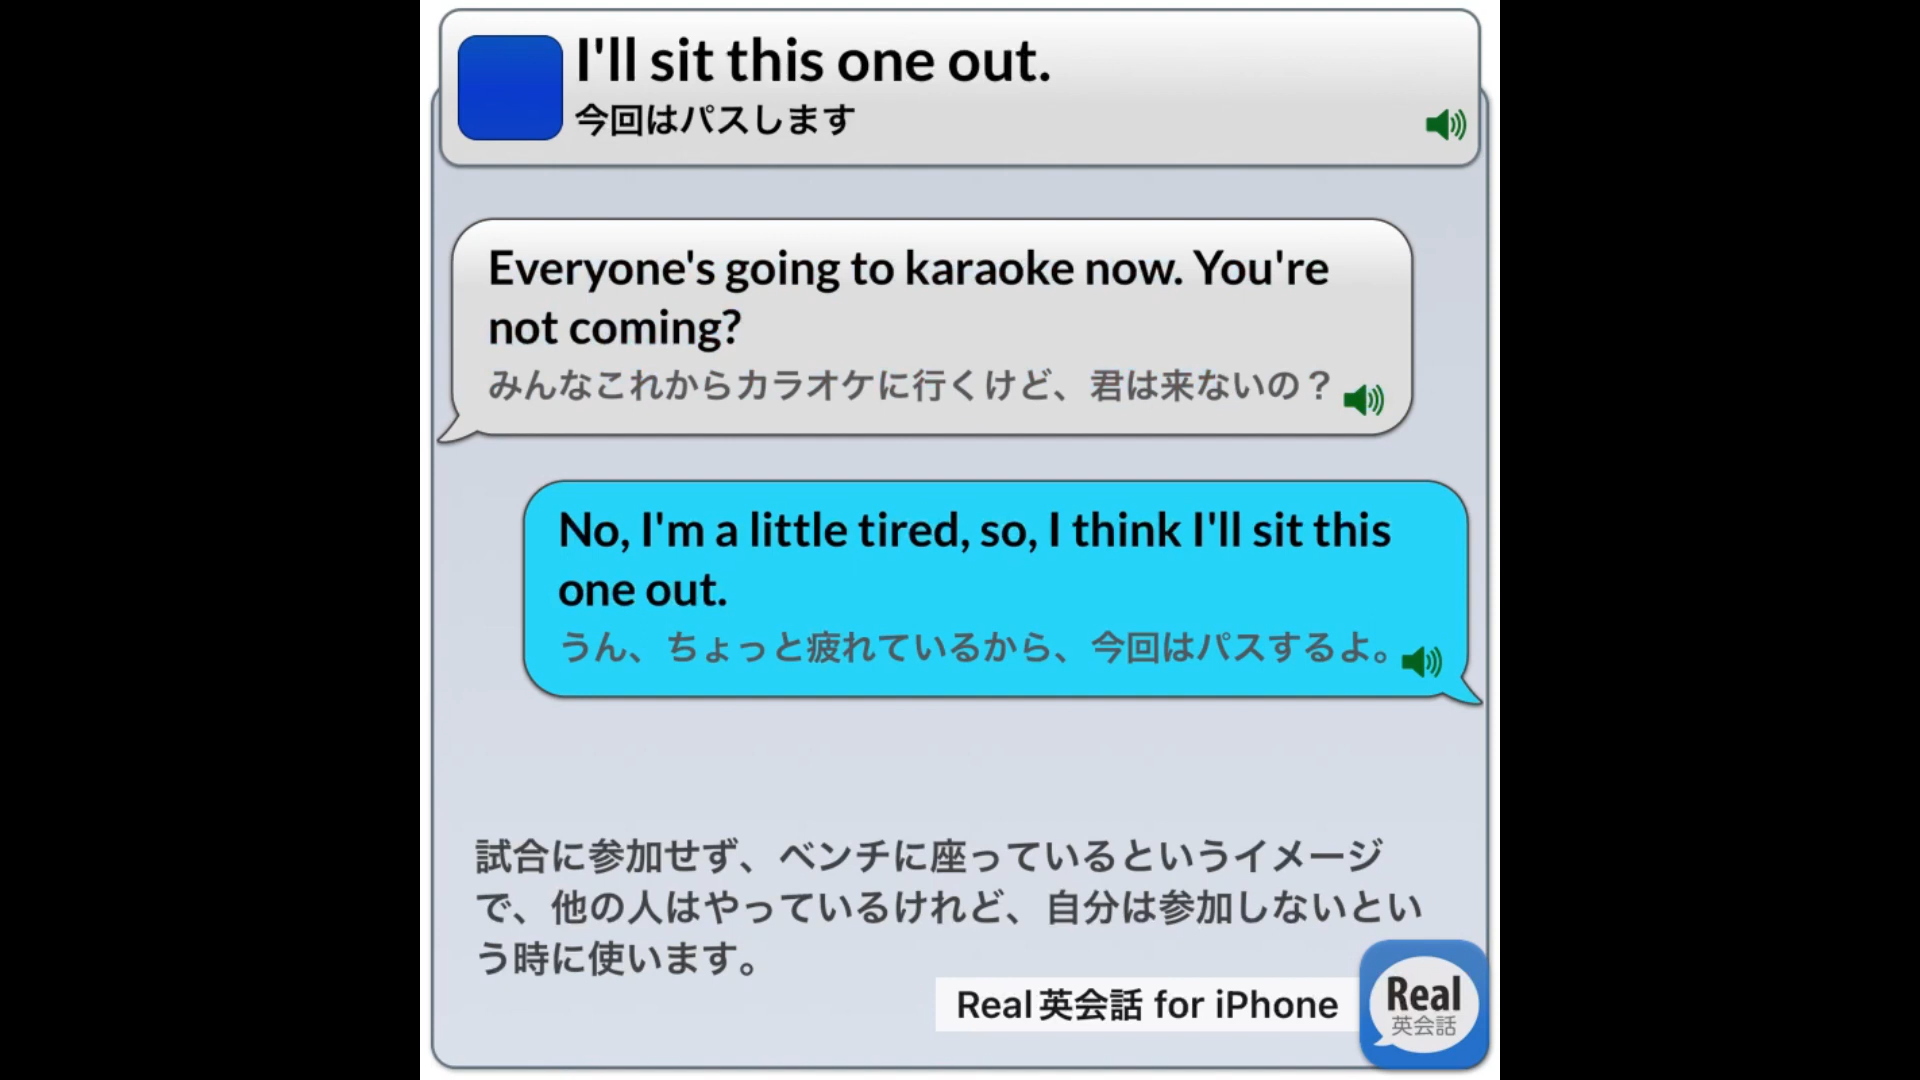 I'll sit this one out.
今回はパスします
Everyone's going to karaoke now. You're
not coming?
みんなこれからカラオケに行くけど、君は来ないの？
No, I'm a little tired, so, I think I'll sit this
one out.
うん、ちょっと疲れているから、今回はパスするよ。
試合に参加せず、ベンチに座っているというイメージ
で、他の人はやっているけれど、自分は参加しないとい
う時に使います。
Real英会話 for iPhone
Real
英会話